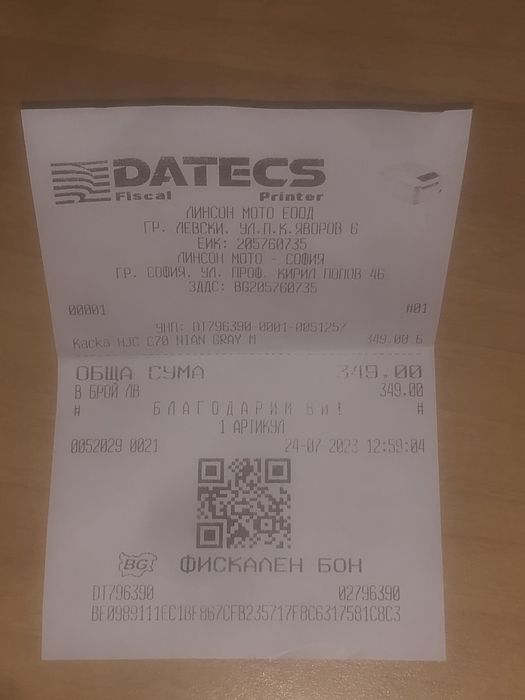 DATECS
Fiscal Printer
ЛИНСОН МОТО ЕООД
ГР. ЛЕВСКИ. УЛ.П.К.ЯВОРОВ 6
ЕИК: 205760735
ЛИНСОН МОТО - СОФИЯ
ГР. СОФИЯ. УЛ. ПРОФ. КИРИЛ ПОПОВ 46
ЗДДС: BG205760735
00001 #01
УНП: DT796390-0001-0051257
Каска HJC C70 NIAN GRAY M 349.00 Б
ОБЩА СУМА 349.00
В БРОЙ ЛВ 349.00
# БЛАГОДАРИМ ВИ! #
1 АРТИКУЛ
0052029 0021 24-07-2023 12:59:04
BG ФИСКАЛЕН БОН
DT796390 02796390
BE0989111EC1BF867CFB235717F8C6317581C8C3